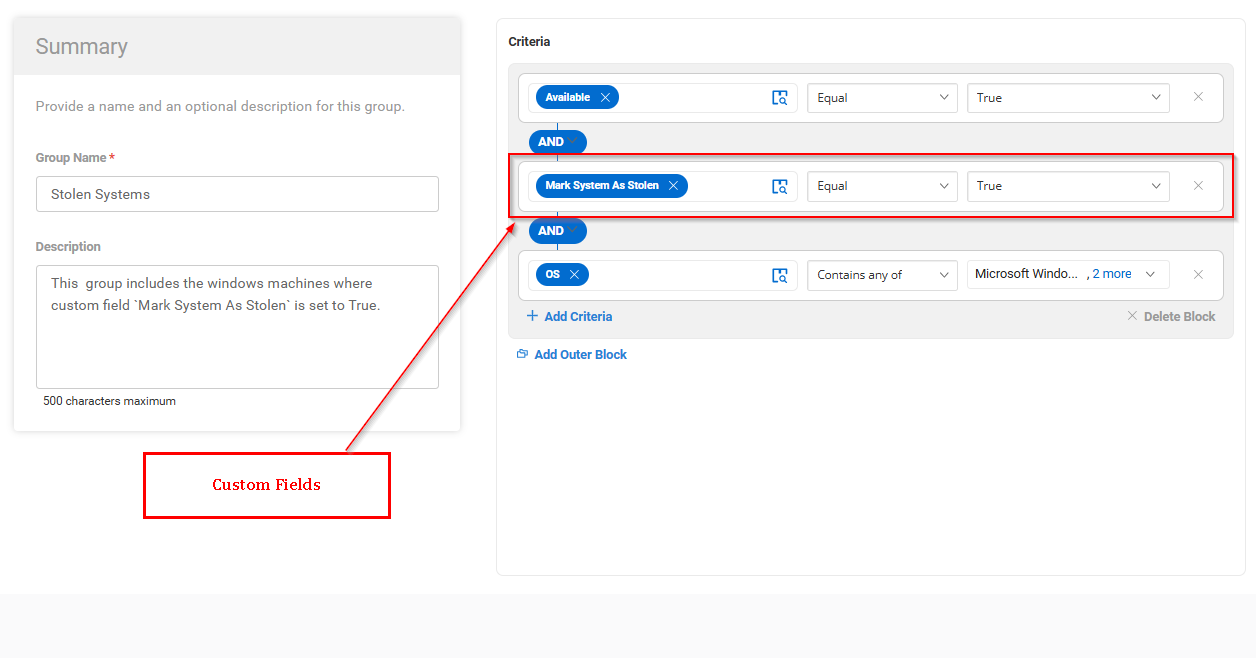 Summary
Provide a name and an optional description for this group.
Group Name *
Stolen Systems
Description
This  group includes the windows machines where
custom field `Mark System As Stolen` is set to True.
500 characters maximum
Custom Fields
Criteria
Available Equal True
AND
Mark System As Stolen Equal True
AND
OS Contains any of Microsoft Windo... , 2 more
Add Criteria Delete Block
Add Outer Block